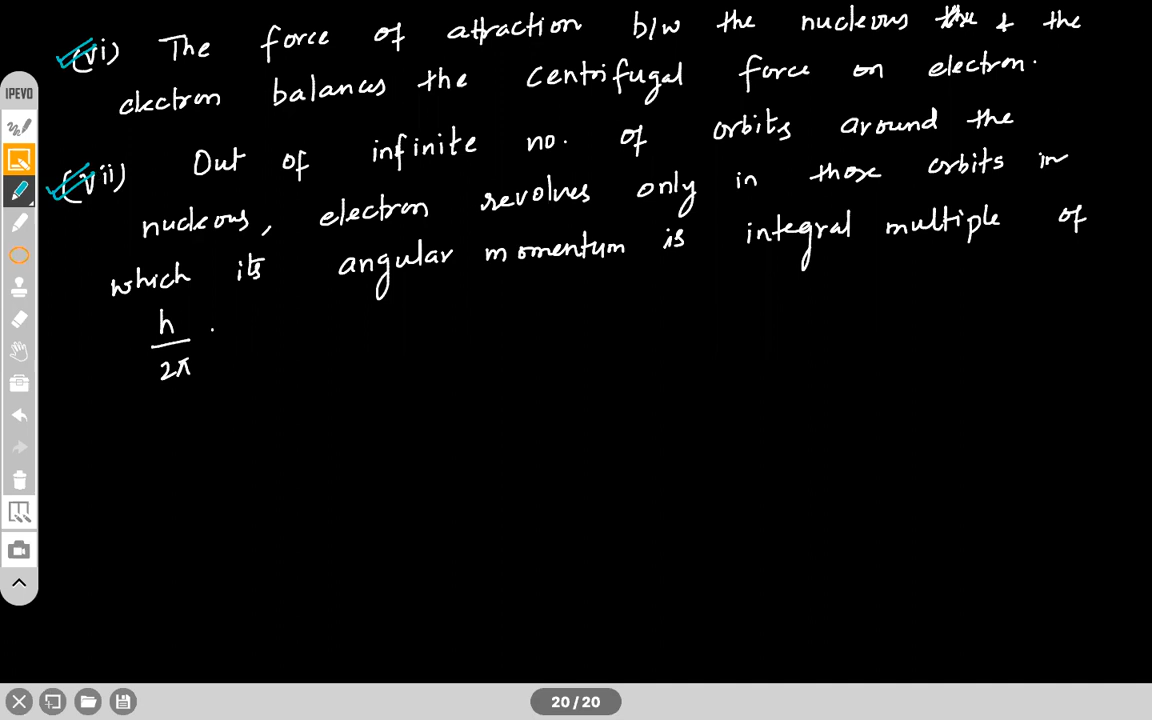 (vi) The force of attraction b/w the nucleous & the
electron balances the centrifugal force on electron.
(vii) Out of infinite no. of orbits around the
nucleous, electron revolves only in those orbits in
which its angular momentum is integral multiple of
h/2π .
IPEVO
20/20